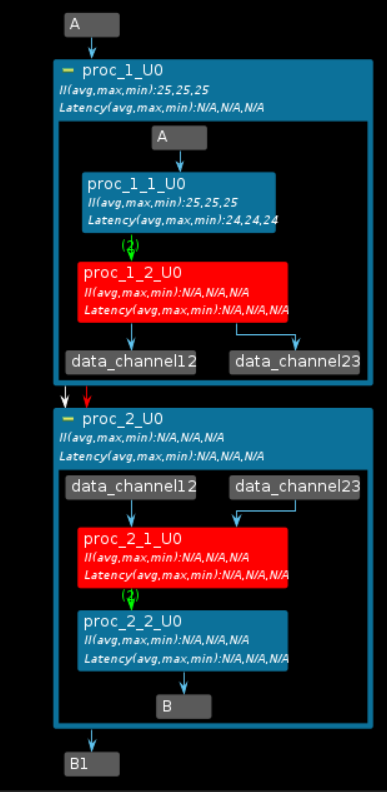 A
proc_1_U0
II(avg,max,min):25,25,25
Latency(avg,max,min):N/A,N/A,N/A
A
proc_1_1_U0
II(avg,max,min):25,25,25
Latency(avg,max,min):24,24,24
(2)
proc_1_2_U0
II(avg,max,min):N/A,N/A,N/A
Latency(avg,max,min):N/A,N/A,N/A
data_channel12 data_channel23
proc_2_U0
II(avg,max,min):N/A,N/A,N/A
Latency(avg,max,min):N/A,N/A,N/A
data_channel12 data_channel23
proc_2_1_U0
II(avg,max,min):N/A,N/A,N/A
Latency(avg,max,min):N/A,N/A,N/A
(2)
proc_2_2_U0
II(avg,max,min):N/A,N/A,N/A
Latency(avg,max,min):N/A,N/A,N/A
B
B1